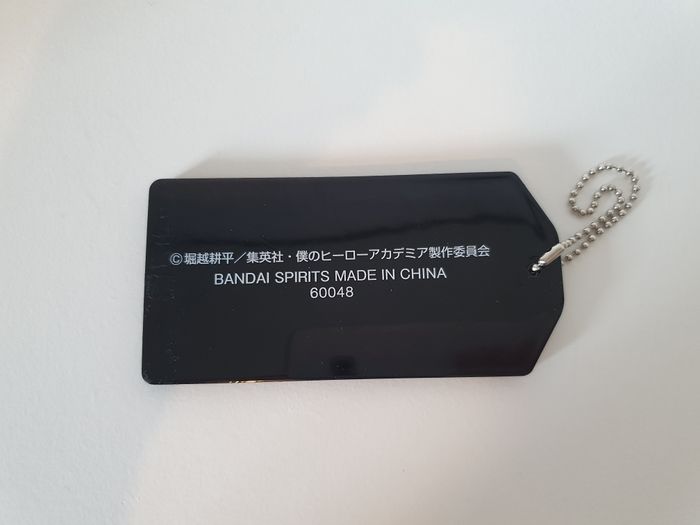 ©堀越耕平／集英社・僕のヒーローアカデミア製作委員会
BANDAI SPIRITS MADE IN CHINA
60048